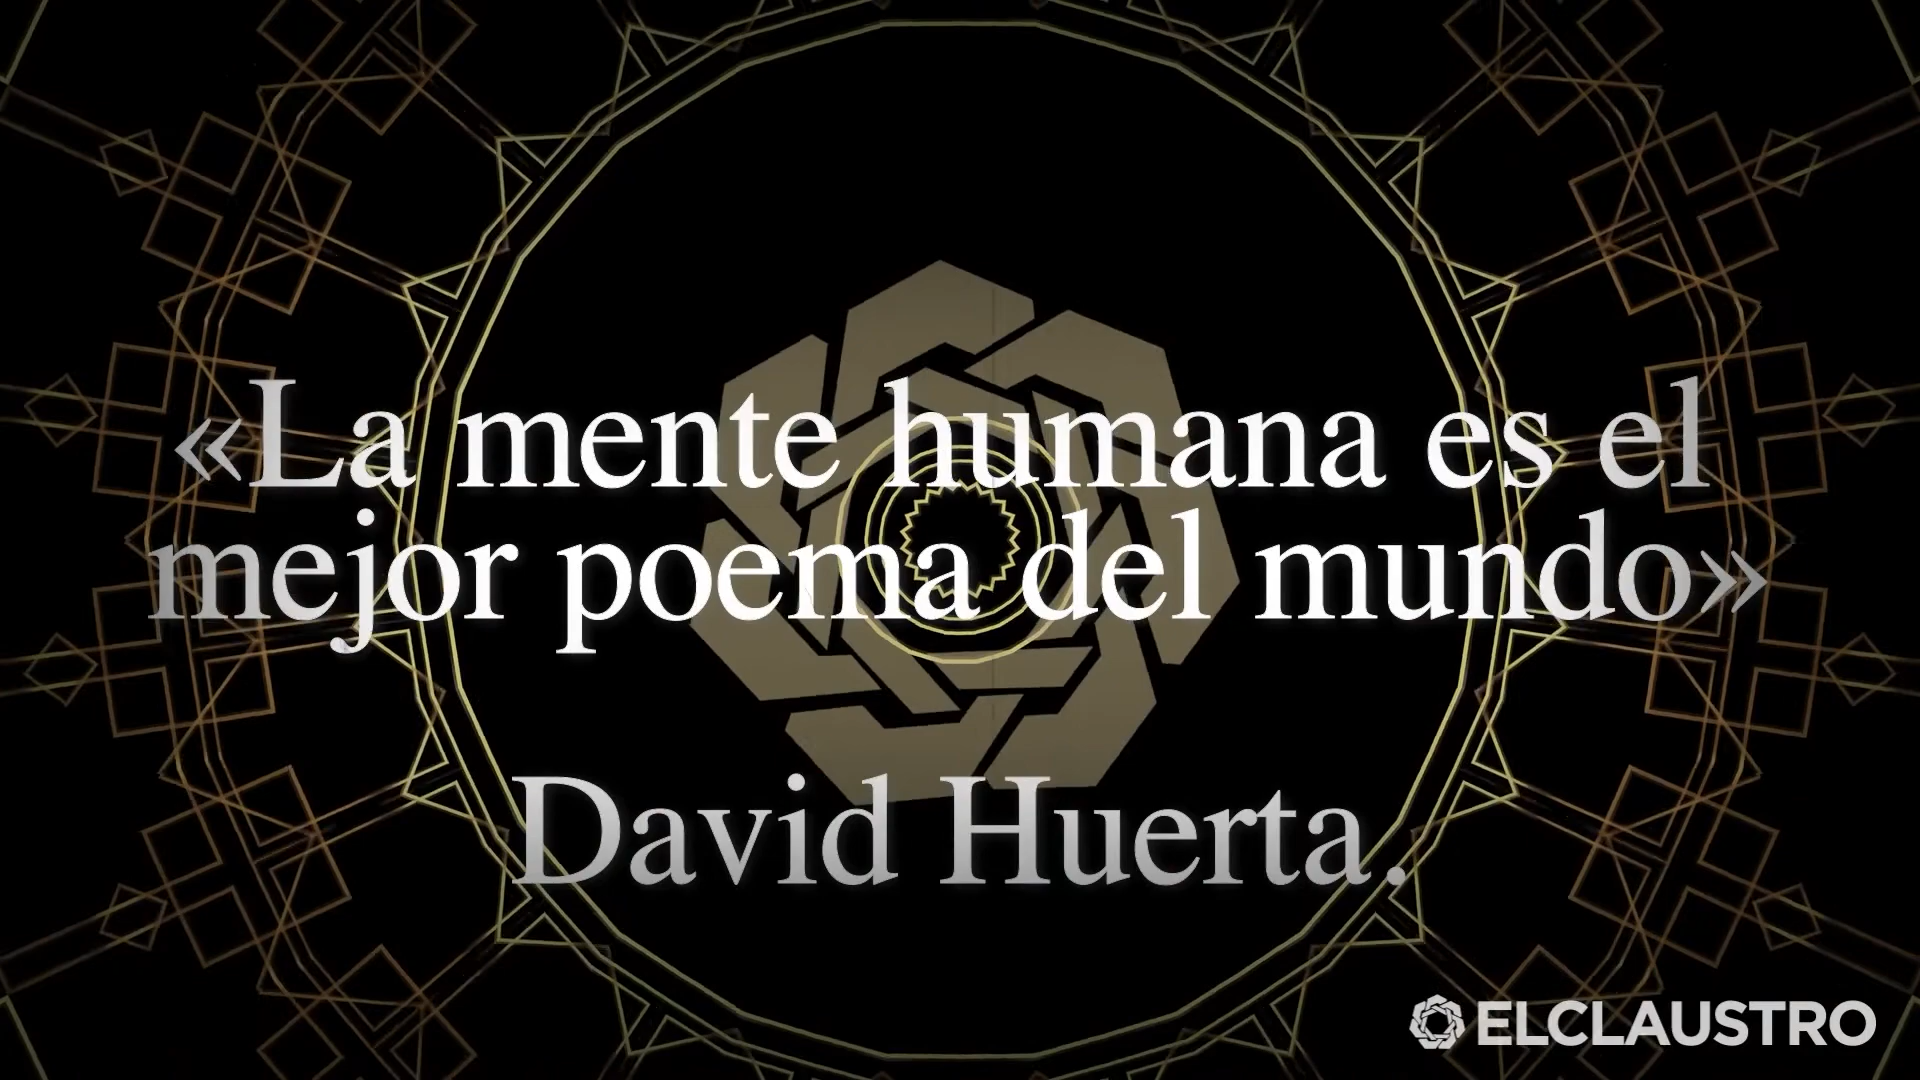 «La mente humana es el
mejor poema del mundo»
David Huerta.
ELCLAUSTRO